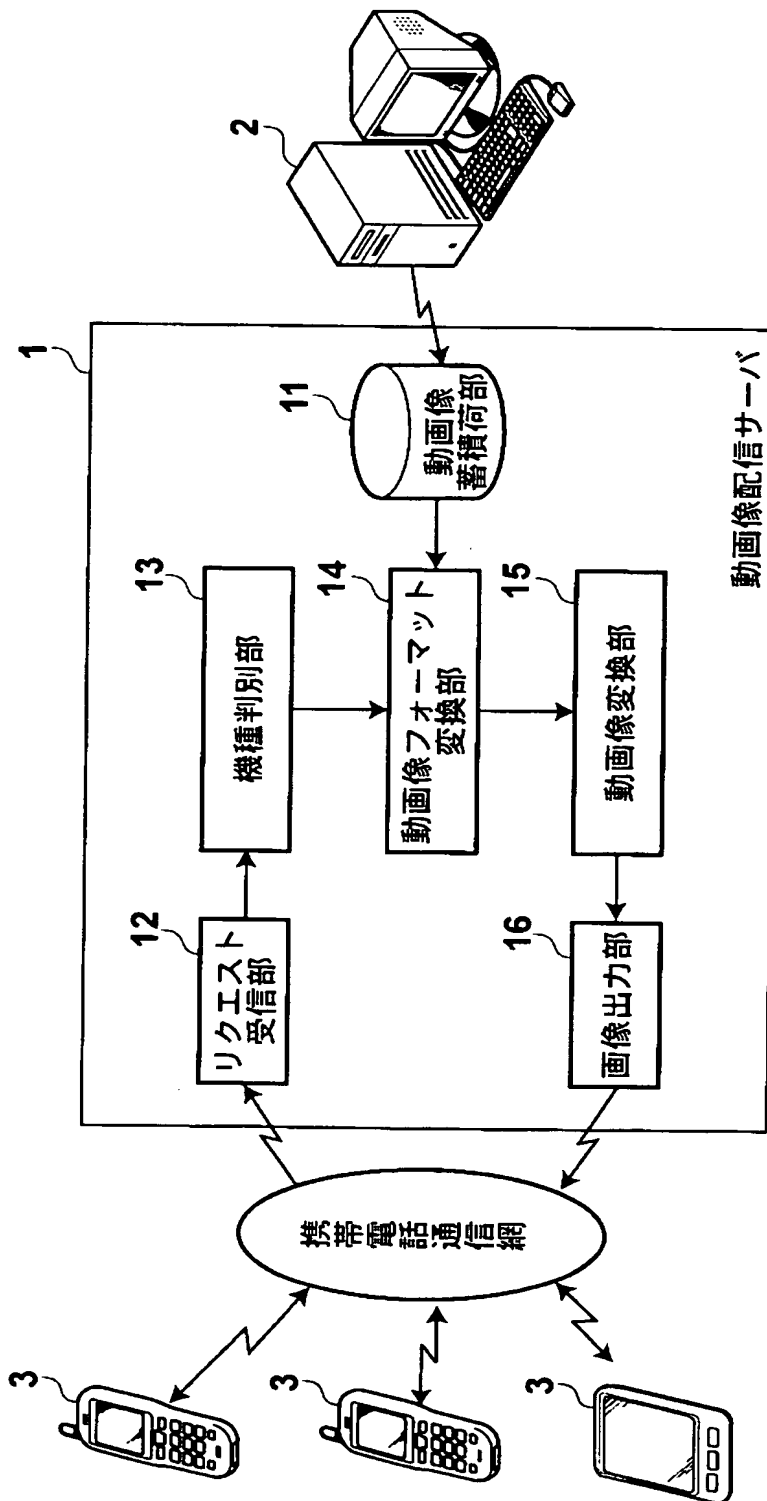 3
3
3
携帯電話通信網
1
12
リクエスト
受信部
13
機種判別部
14
動画像フォーマット
変換部
11
動画像
蓄積荷部
15
動画像変換部
16
画像出力部
動画像配信サーバ
2